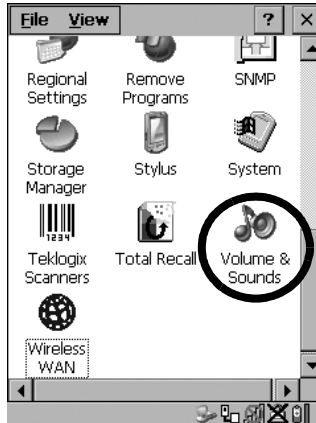 File View ? ×
Regional Settings
Remove Programs
SNMP
Storage Manager
Stylus
System
1234
Teklogix Scanners
Total Recall
Volume & Sounds
Wireless WAN